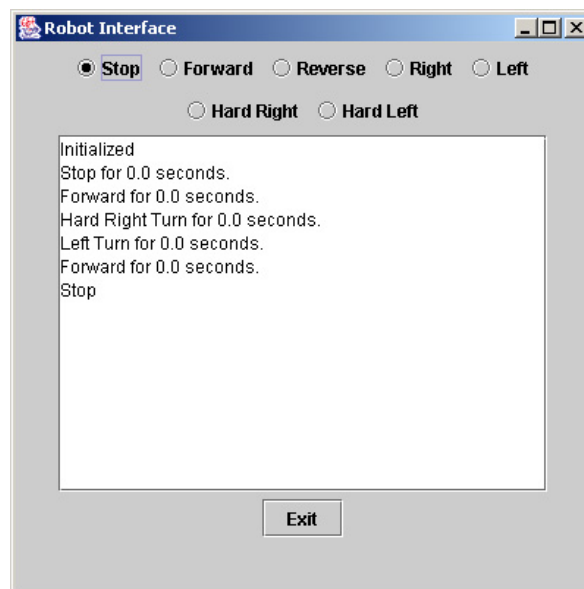 Robot Interface
Stop Forward Reverse Right Left
Hard Right Hard Left
Initialized
Stop for 0.0 seconds.
Forward for 0.0 seconds.
Hard Right Turn for 0.0 seconds.
Left Turn for 0.0 seconds.
Forward for 0.0 seconds.
Stop
Exit